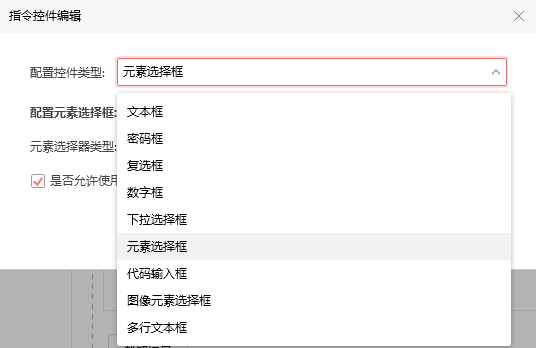 指令控件编辑
配置控件类型:
元素选择框
配置元素选择框:
元素选择器类型:
是否允许使用
文本框
密码框
复选框
数字框
下拉选择框
元素选择框
代码输入框
图像元素选择框
多行文本框